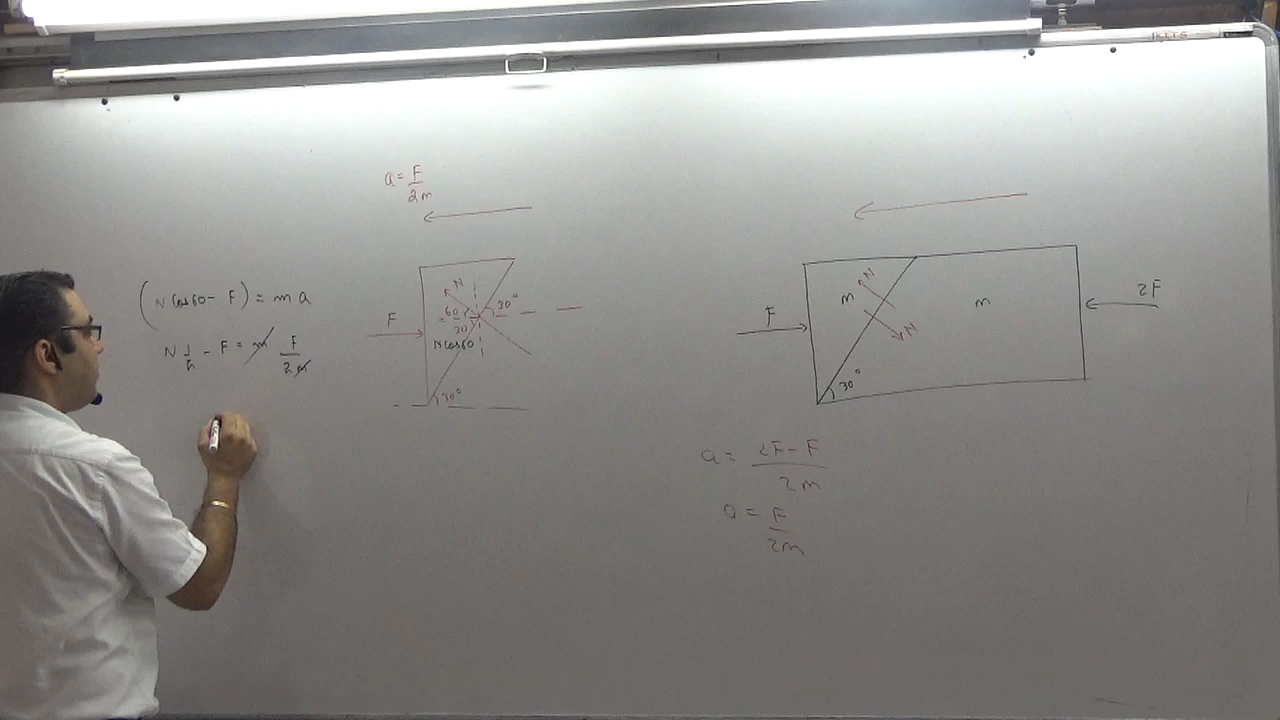 a = F/2m
(N Cos60 - F) = ma
N 1/2 - F = m F/2m
F
N
60
30
30°
N Cos60
30°
F
m
N
N
m
2F
30°
a = 2F - F/2m
a = F/2m